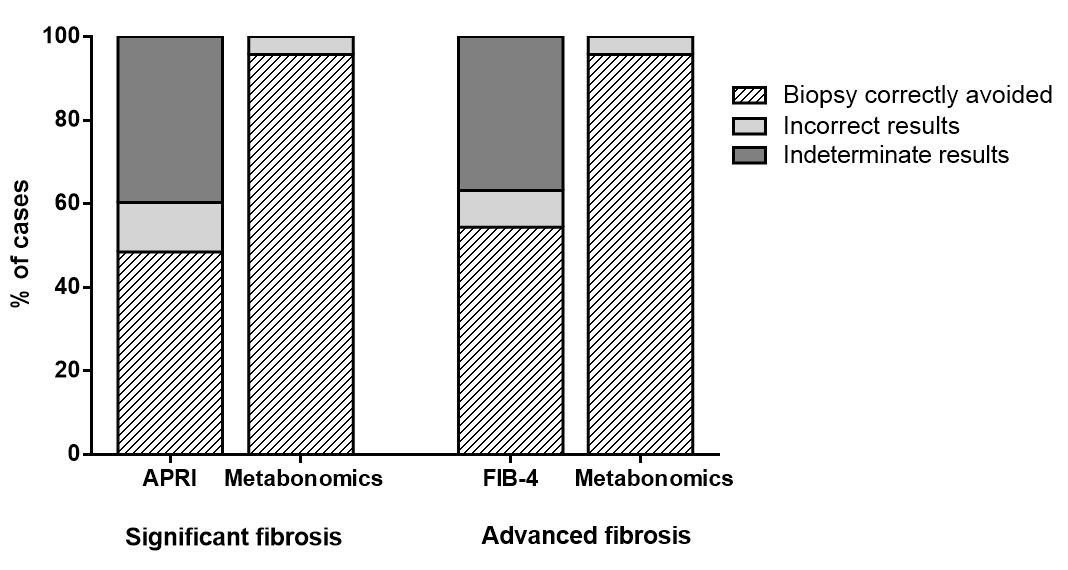 % of cases
100
80
60
40
20
0
APRI Metabonomics FIB-4 Metabonomics
Significant fibrosis Advanced fibrosis
Biopsy correctly avoided
Incorrect results
Indeterminate results